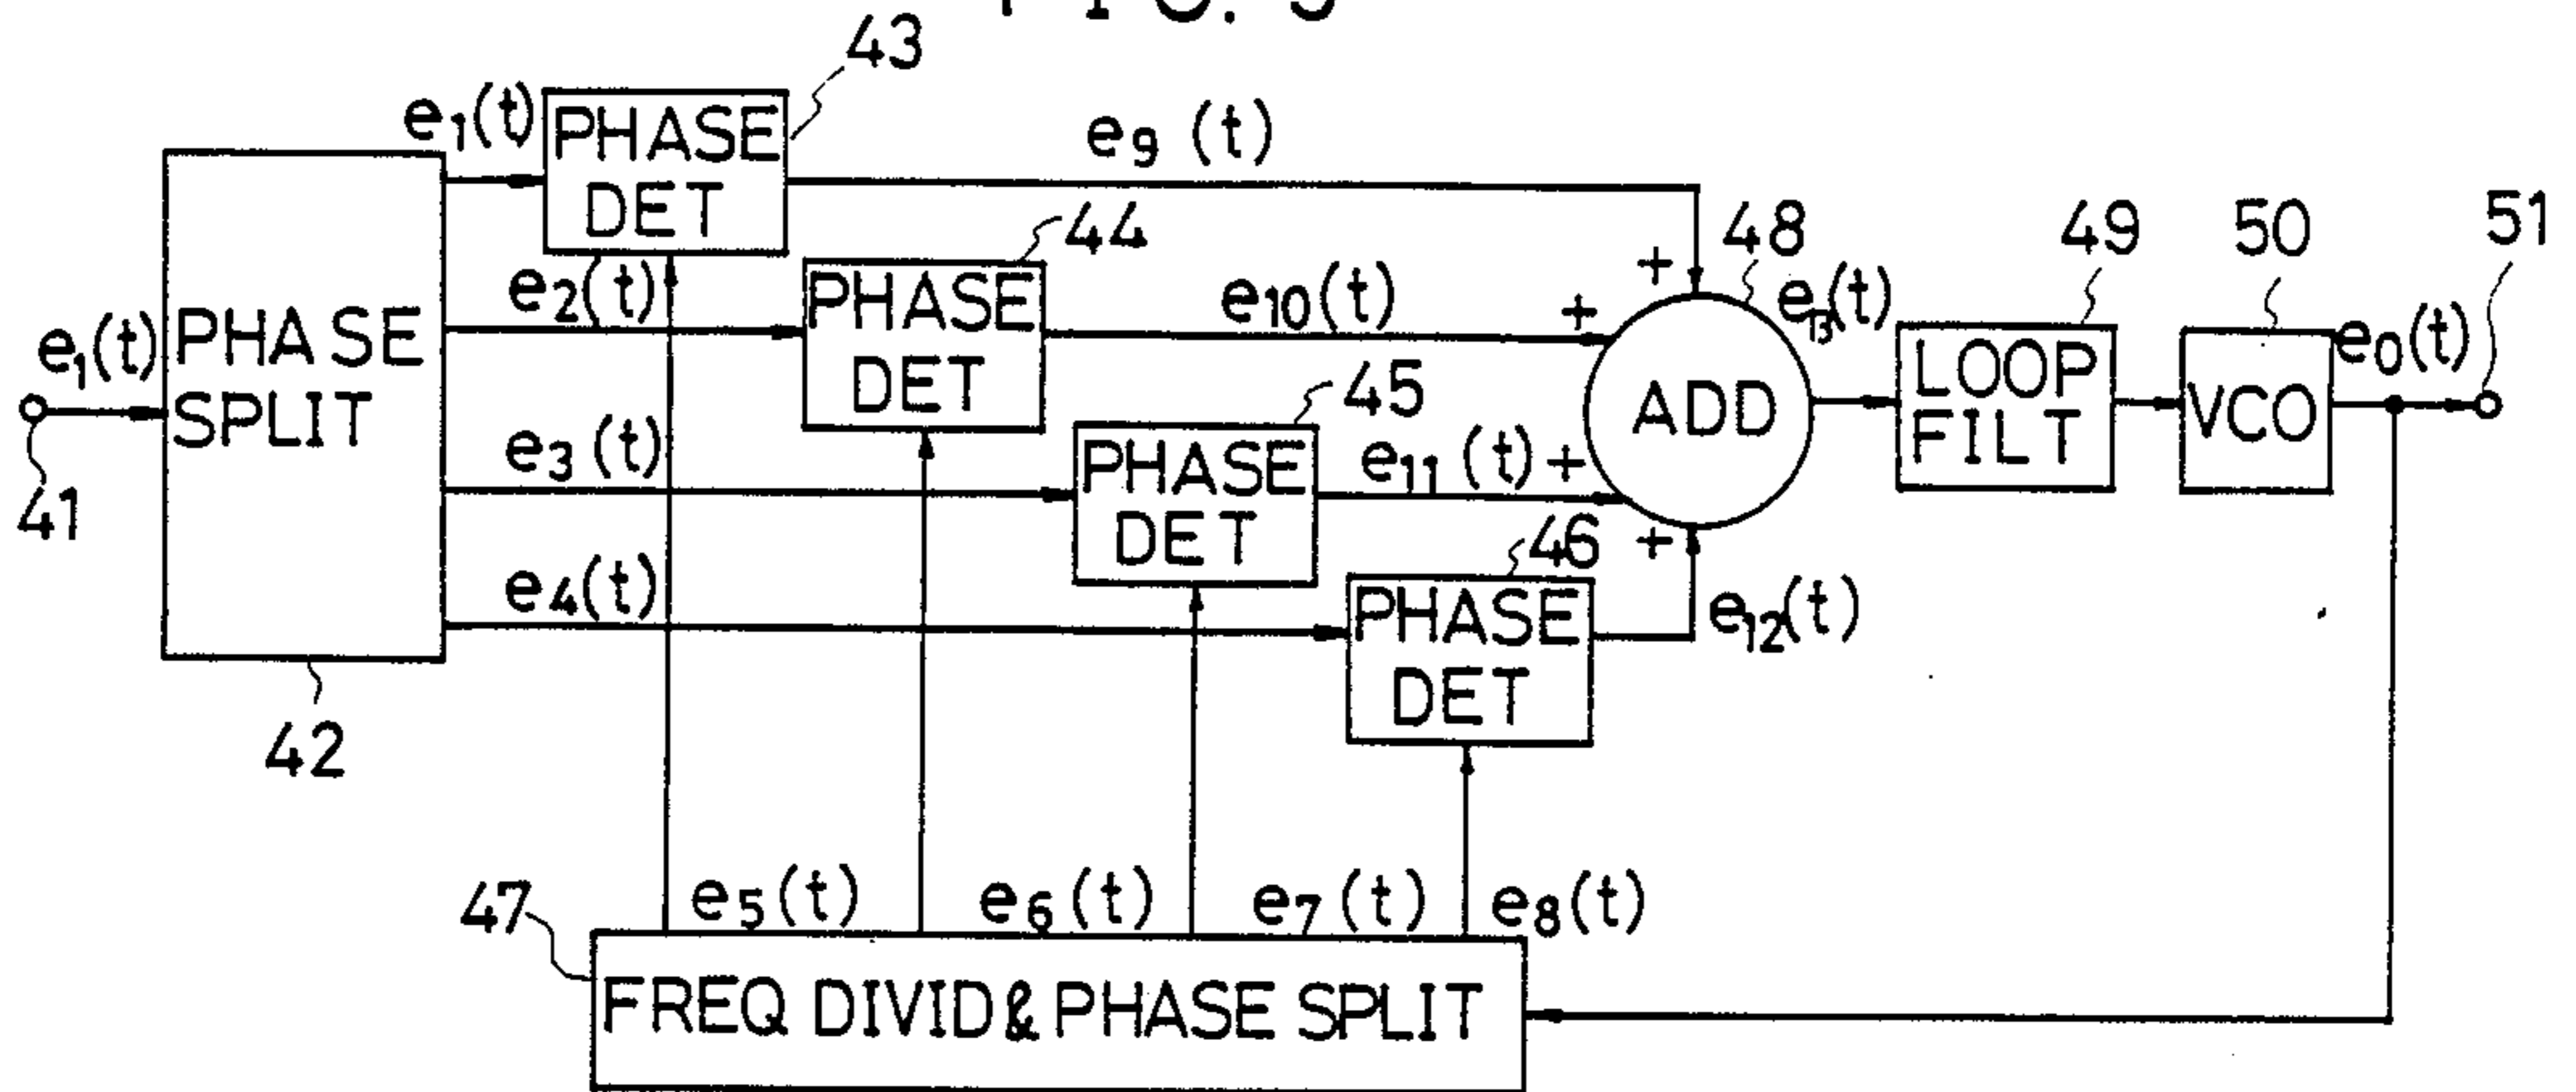 FIG. 5
43
e1(t)
PHASE
DET
e9 (t)
44
e2(t)
PHASE
DET
e10(t)
+
+
48
e13(t)
49
50
51
e1(t)
PHASE
SPLIT
41
42
e3(t)
45
PHASE
DET
e11(t)
+
ADD
LOOP
FILT
VCO
e0(t)
e4(t)
46
PHASE
DET
+
e12(t)
47
e5(t)
e6(t)
e7(t)
e8(t)
FREQ DIVID & PHASE SPLIT